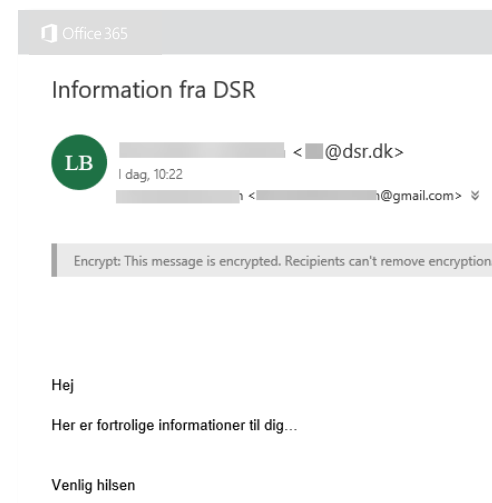 Office 365
Information fra DSR
LB
< @dsr.dk>
I dag, 10:22
< @gmail.com>
Encrypt: This message is encrypted. Recipients can't remove encryption
Hej
Her er fortrolige informationer til dig...
Venlig hilsen